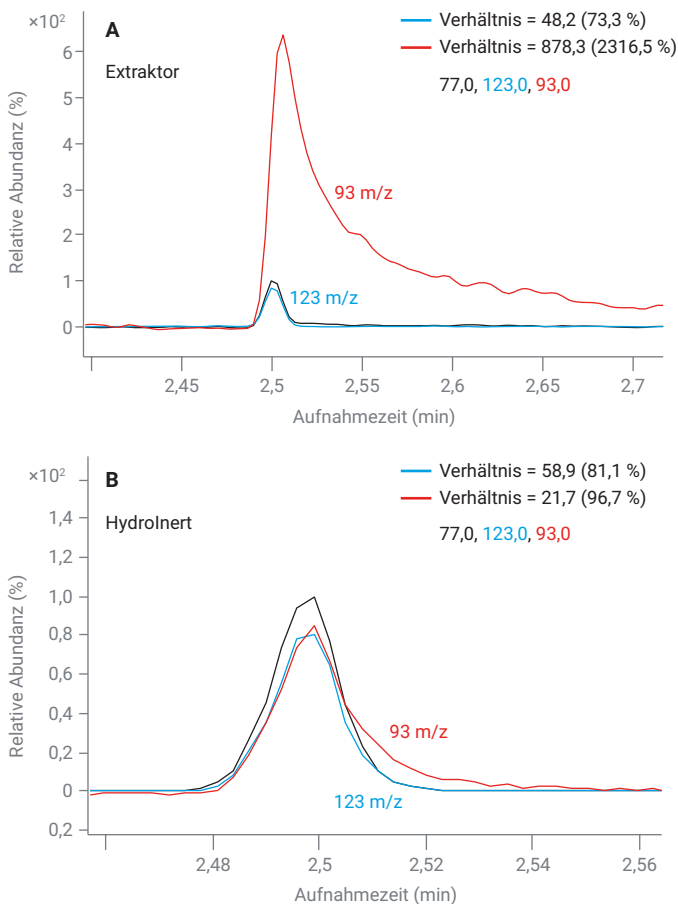 ×10²
A
Extraktor
Verhältnis = 48,2 (73,3 %)
Verhältnis = 878,3 (2316,5 %)
77,0, 123,0, 93,0
Relative Abundanz (%)
6
5
4
3
2
1
0
93 m/z
123 m/z
2,45
2,5
2,55
2,6
2,65
2,7
Aufnahmezeit (min)
×10²
B
HydroInert
Verhältnis = 58,9 (81,1 %)
Verhältnis = 21,7 (96,7 %)
77,0, 123,0, 93,0
Relative Abundanz (%)
1,4
1,2
1,0
0,8
0,6
0,4
0,2
0
0,2
93 m/z
123 m/z
2,48
2,5
2,52
2,54
2,56
Aufnahmezeit (min)